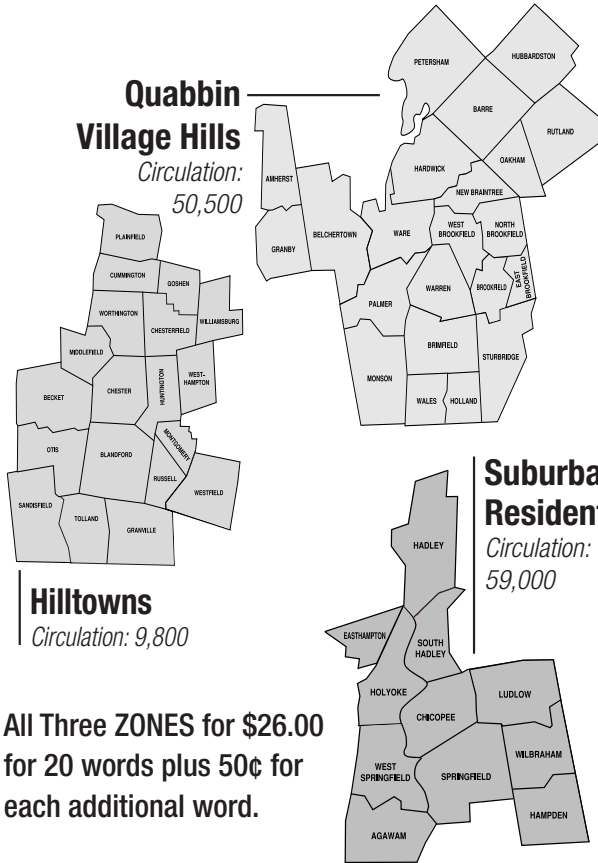 Quabbin
Village Hills
Circulation:
50,500
PETERSHAM
HUBBARDSTON
BARRE
RUTLAND
HARDWICK
OAKHAM
NEW BRAINTREE
AMHERST
BELCHERTOWN
WARE
WEST
BROOKFIELD
NORTH
BROOKFIELD
GRANBY
PALMER
WARREN
BROOKFIELD
EAST
BROOKFIELD
BRIMFIELD
STURBRIDGE
MONSON
WALES
HOLLAND
PLAINFIELD
CUMMINGTON
GOSHEN
WORTHINGTON
CHESTERFIELD
WILLIAMSBURG
MIDDLEFIELD
BECKET
CHESTER
HUNTINGTON
WEST-
HAMPTON
OTIS
BLANDFORD
MONTGOMERY
RUSSELL
WESTFIELD
SANDISFIELD
TOLLAND
GRANVILLE
Hilltowns
Circulation: 9,800
Suburba
Resident
Circulation:
59,000
HADLEY
EASTHAMPTON
SOUTH
HADLEY
HOLYOKE
CHICOPEE
LUDLOW
WEST
SPRINGFIELD
SPRINGFIELD
WILBRAHAM
AGAWAM
HAMPDEN
All Three ZONES for $26.00
for 20 words plus 50¢ for
each additional word.